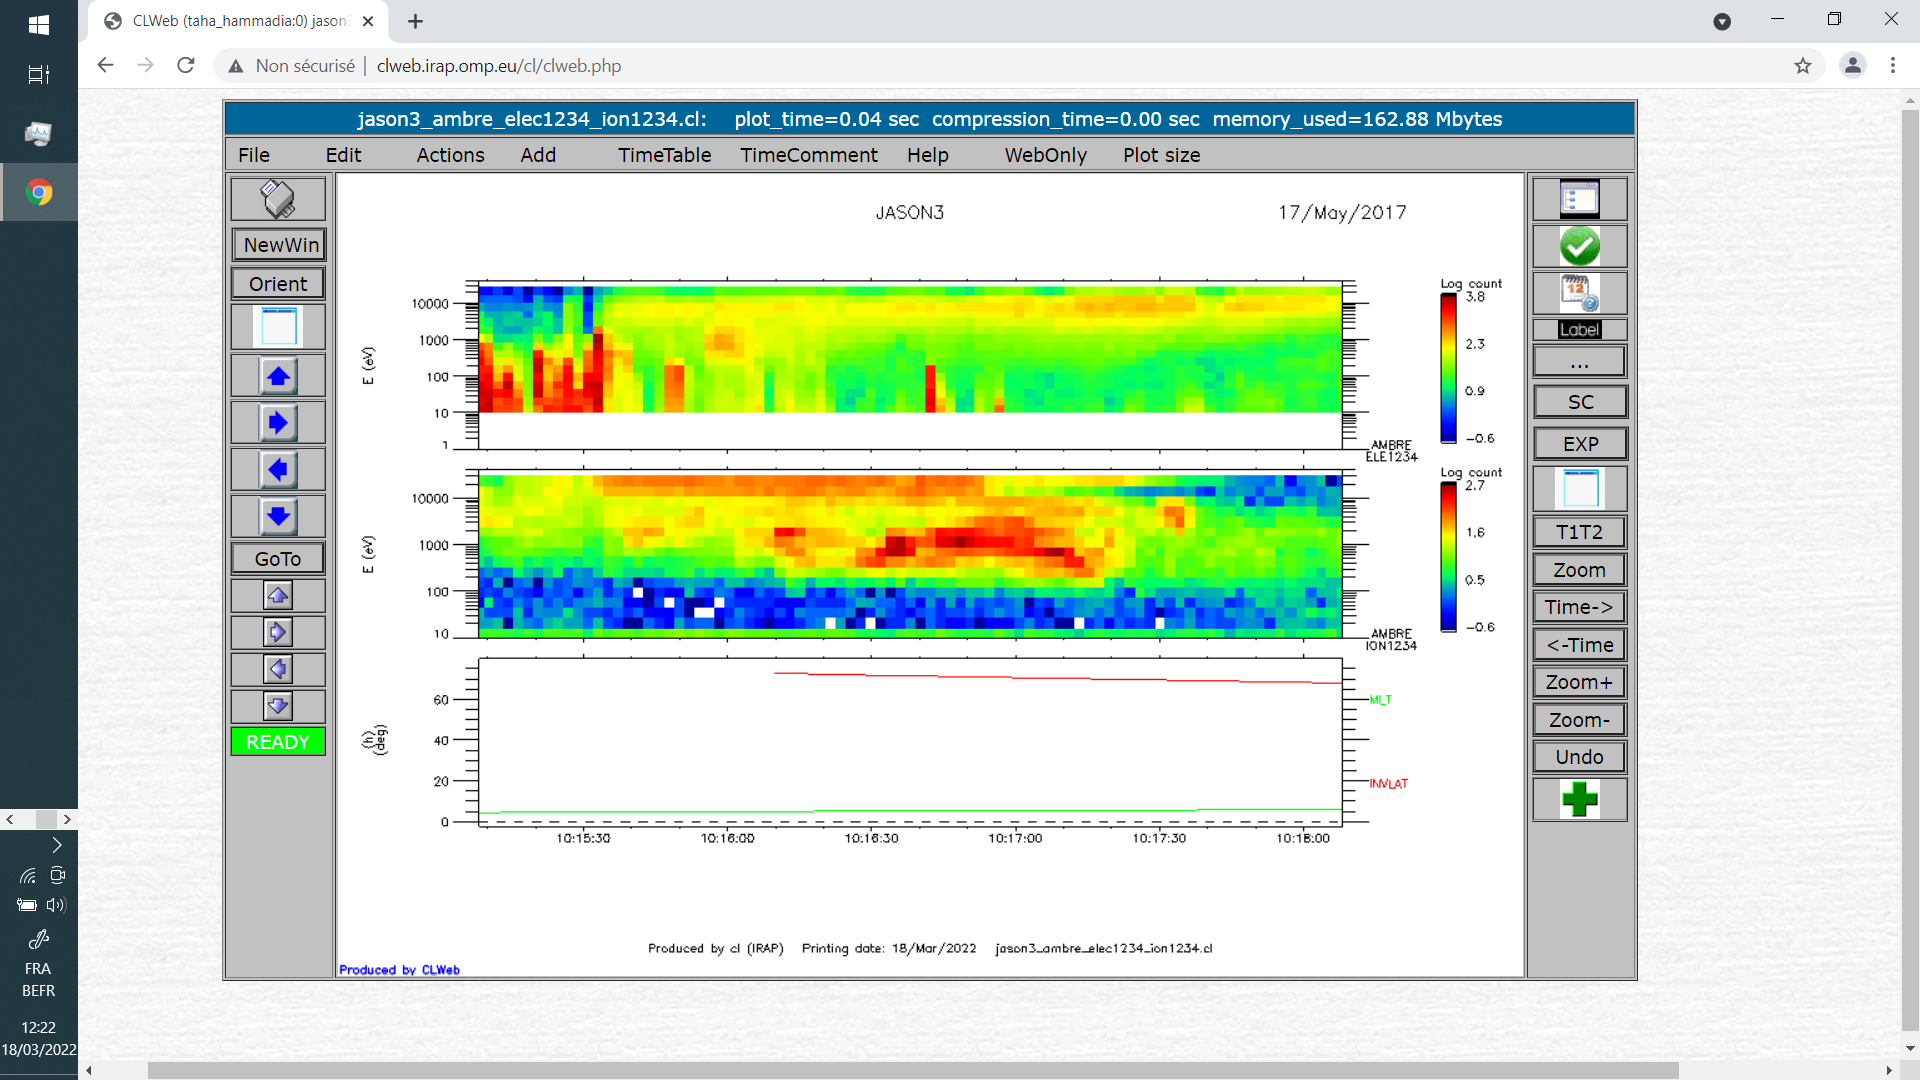 CLWeb (taha_hammadia:0) jason3
Non sécurisé | clweb.irap.omp.eu/cl/clweb.php
jason3_ambre_elec1234_ion1234.cl: plot_time=0.04 sec compression_time=0.00 sec memory_used=162.88 Mbytes
File Edit Actions Add TimeTable TimeComment Help WebOnly Plot size
NewWin
Orient
GoTo
READY
JASON3 17/May/2017
E (eV)
10000
1000
100
10
1
Log count
3.8
2.3
0.9
-0.6
AMBRE
ELE1234
E (eV)
10000
1000
100
10
Log count
2.7
1.6
0.5
-0.6
AMBRE
ION1234
(h)
(deg)
60
40
20
0
MLT
INVLAT
10:15:30 10:16:00 10:16:30 10:17:00 10:17:30 10:18:00
Produced by cl (IRAP) Printing date: 18/Mar/2022 jason3_ambre_elec1234_ion1234.cl
Produced by CLWeb
12
Label
...
SC
EXP
T1T2
Zoom
Time->
<-Time
Zoom+
Zoom-
Undo
FRA
BEFR
12:22
18/03/2022